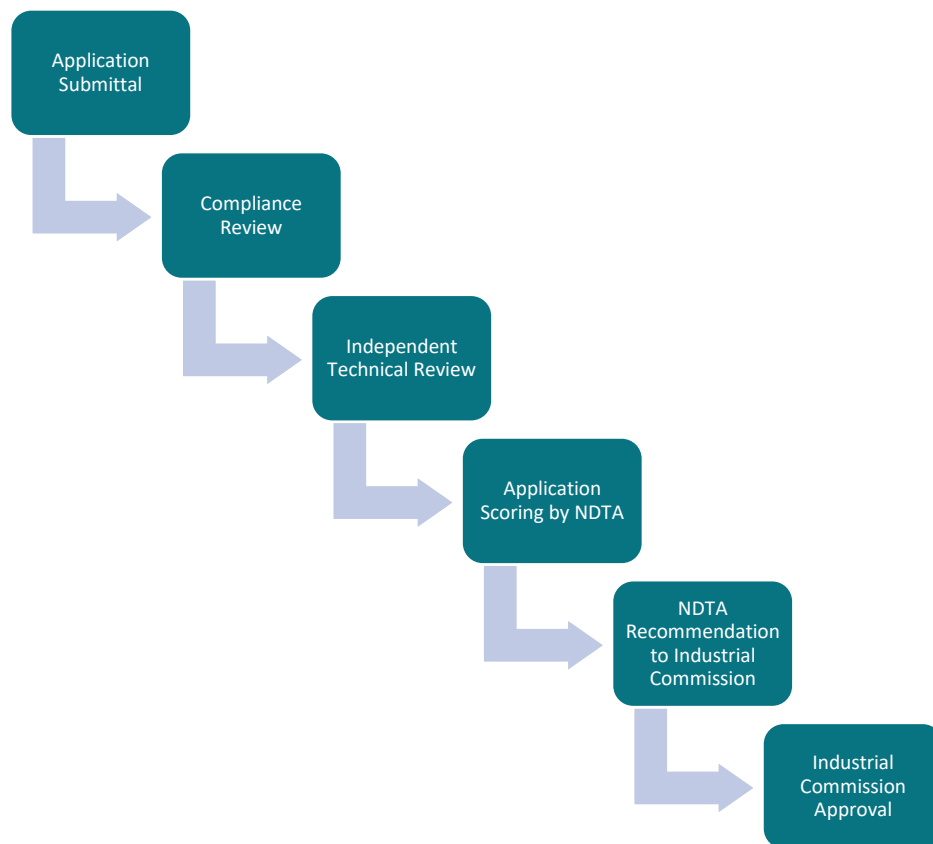 Application
Submittal
Compliance
Review
Independent
Technical Review
Application
Scoring by NDTA
NDTA
Recommendation
to Industrial
Commission
Industrial
Commission
Approval